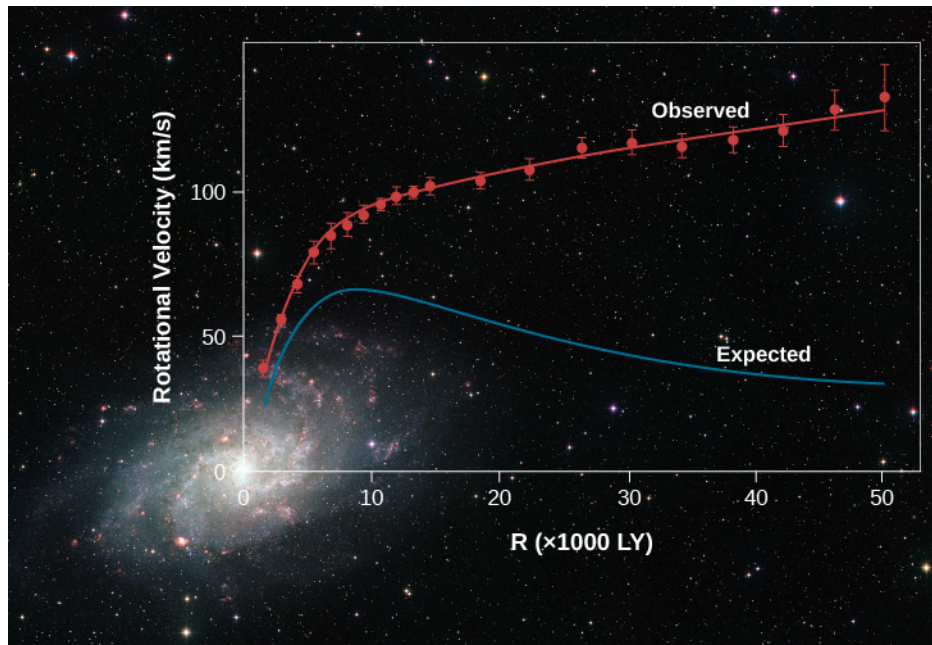 Rotational Velocity (km/s)
100
50
0
Observed
Expected
0 10 20 30 40 50
R (×1000 LY)